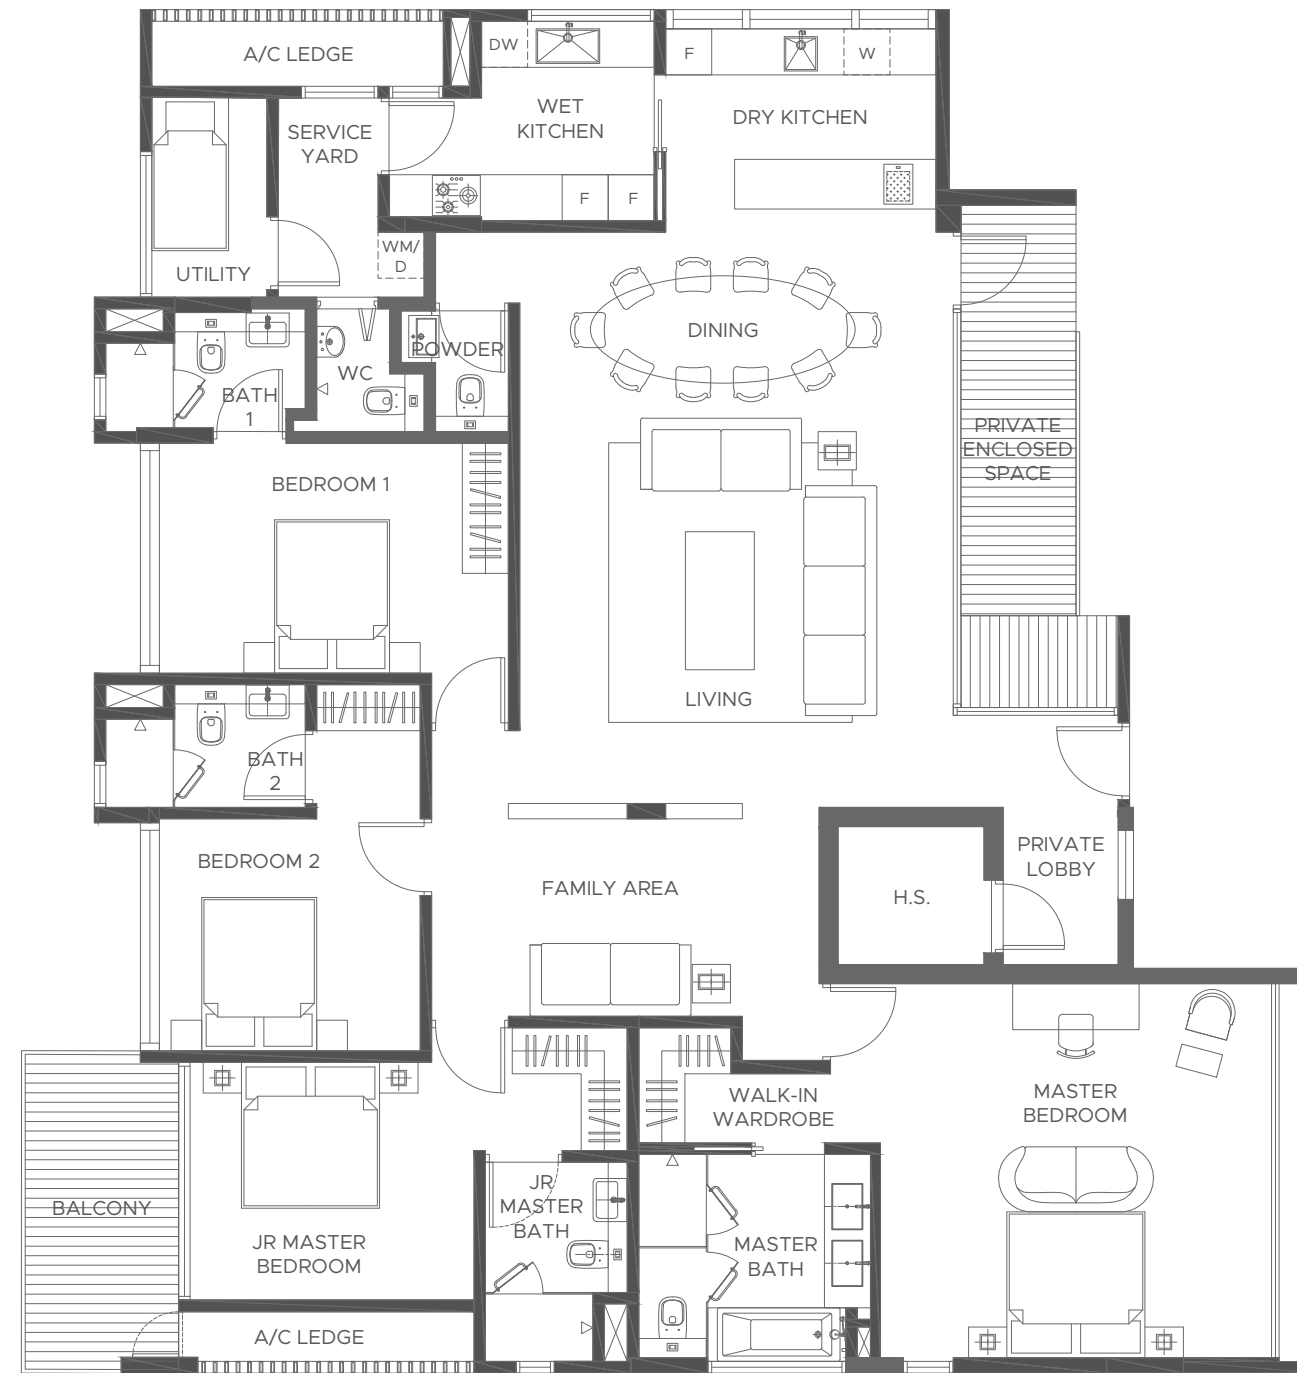 A/C LEDGE
DW
F
W
WET
KITCHEN
DRY KITCHEN
SERVICE
YARD
F
F
WM/
D
UTILITY
DINING
POWDER
WC
BATH
1
PRIVATE
ENCLOSED
SPACE
BEDROOM 1
LIVING
BATH
2
PRIVATE
LOBBY
BEDROOM 2
FAMILY AREA
H.S.
WALK-IN
WARDROBE
MASTER
BEDROOM
JR
MASTER
BATH
BALCONY
JR MASTER
BEDROOM
MASTER
BATH
A/C LEDGE